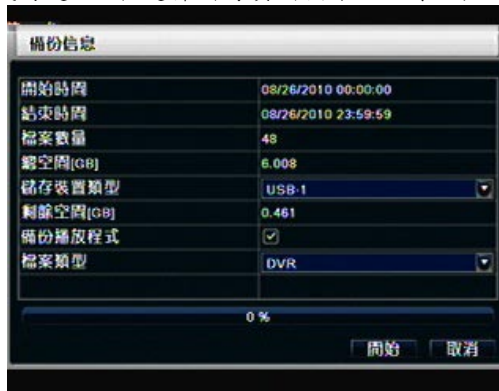 備份信息
開始時間 08/26/2010 00:00:00
結束時間 08/26/2010 23:59:59
檔案數量 48
總空間[GB] 6.008
儲存裝置類型 USB-1
剩餘空間[GB] 0.461
備份播放程式
檔案類型 DVR
0 %
開始 取消